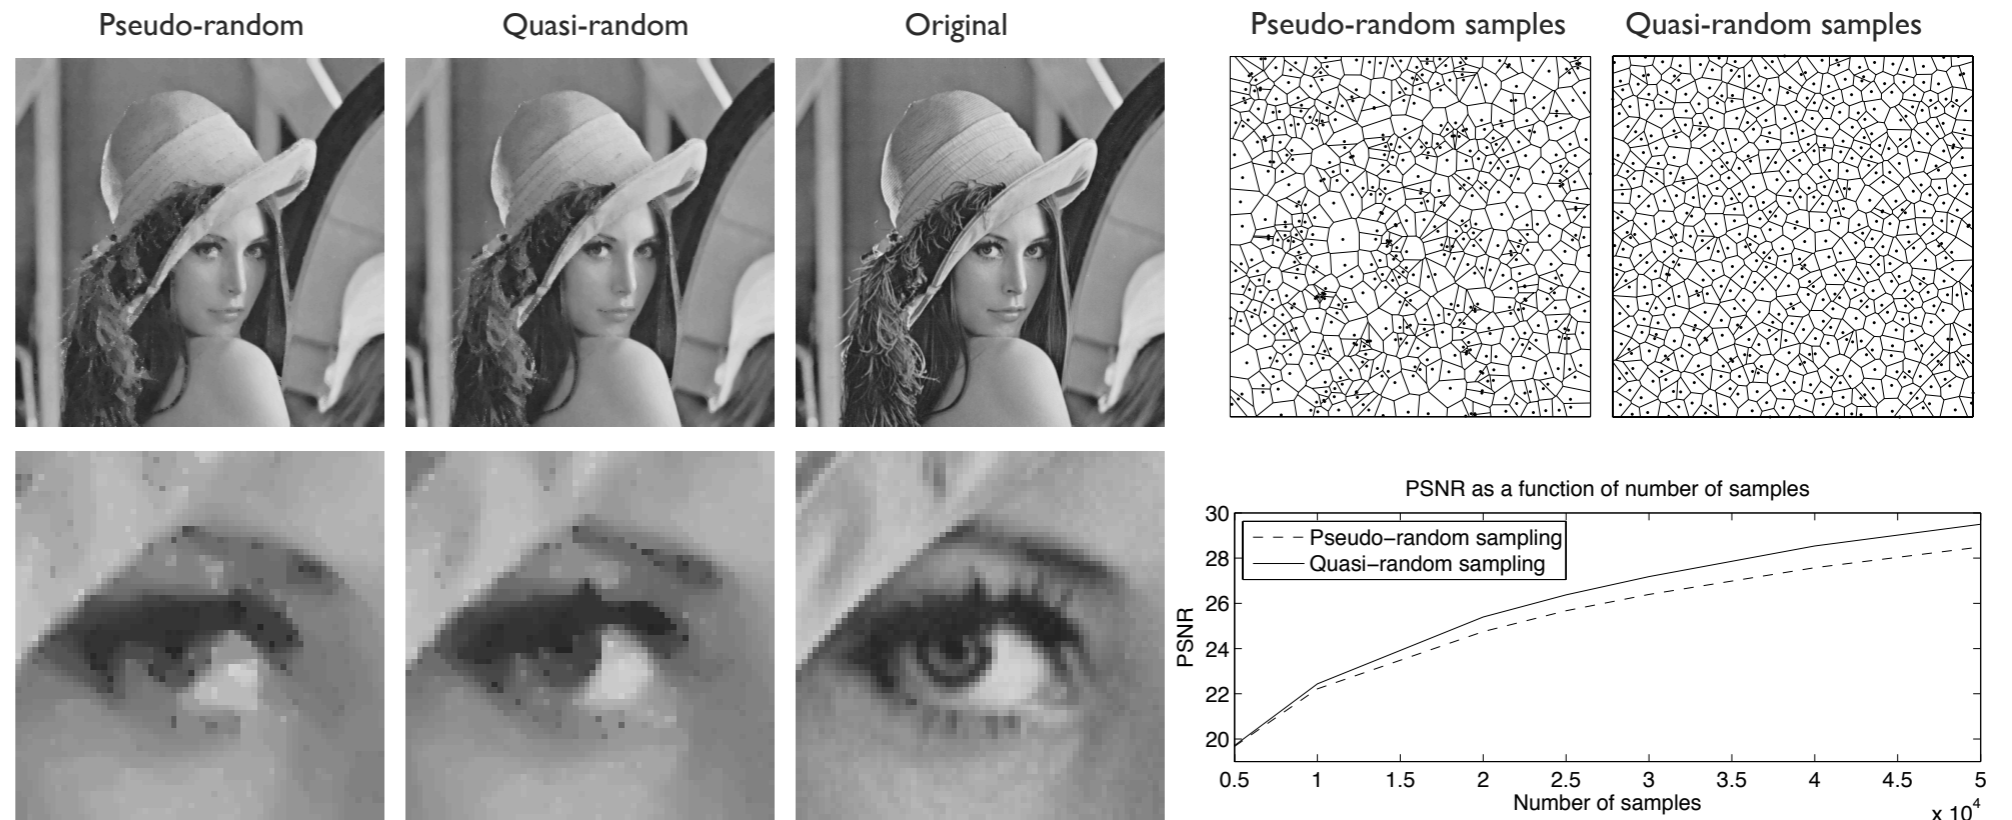 Pseudo-random
Quasi-random
Original
Pseudo-random samples
Quasi-random samples
PSNR as a function of number of samples
Pseudo−random sampling
Quasi−random sampling
PSNR
30
28
26
24
22
20
0.5 1 1.5 2 2.5 3 3.5 4 4.5 5
Number of samples
x 10⁴